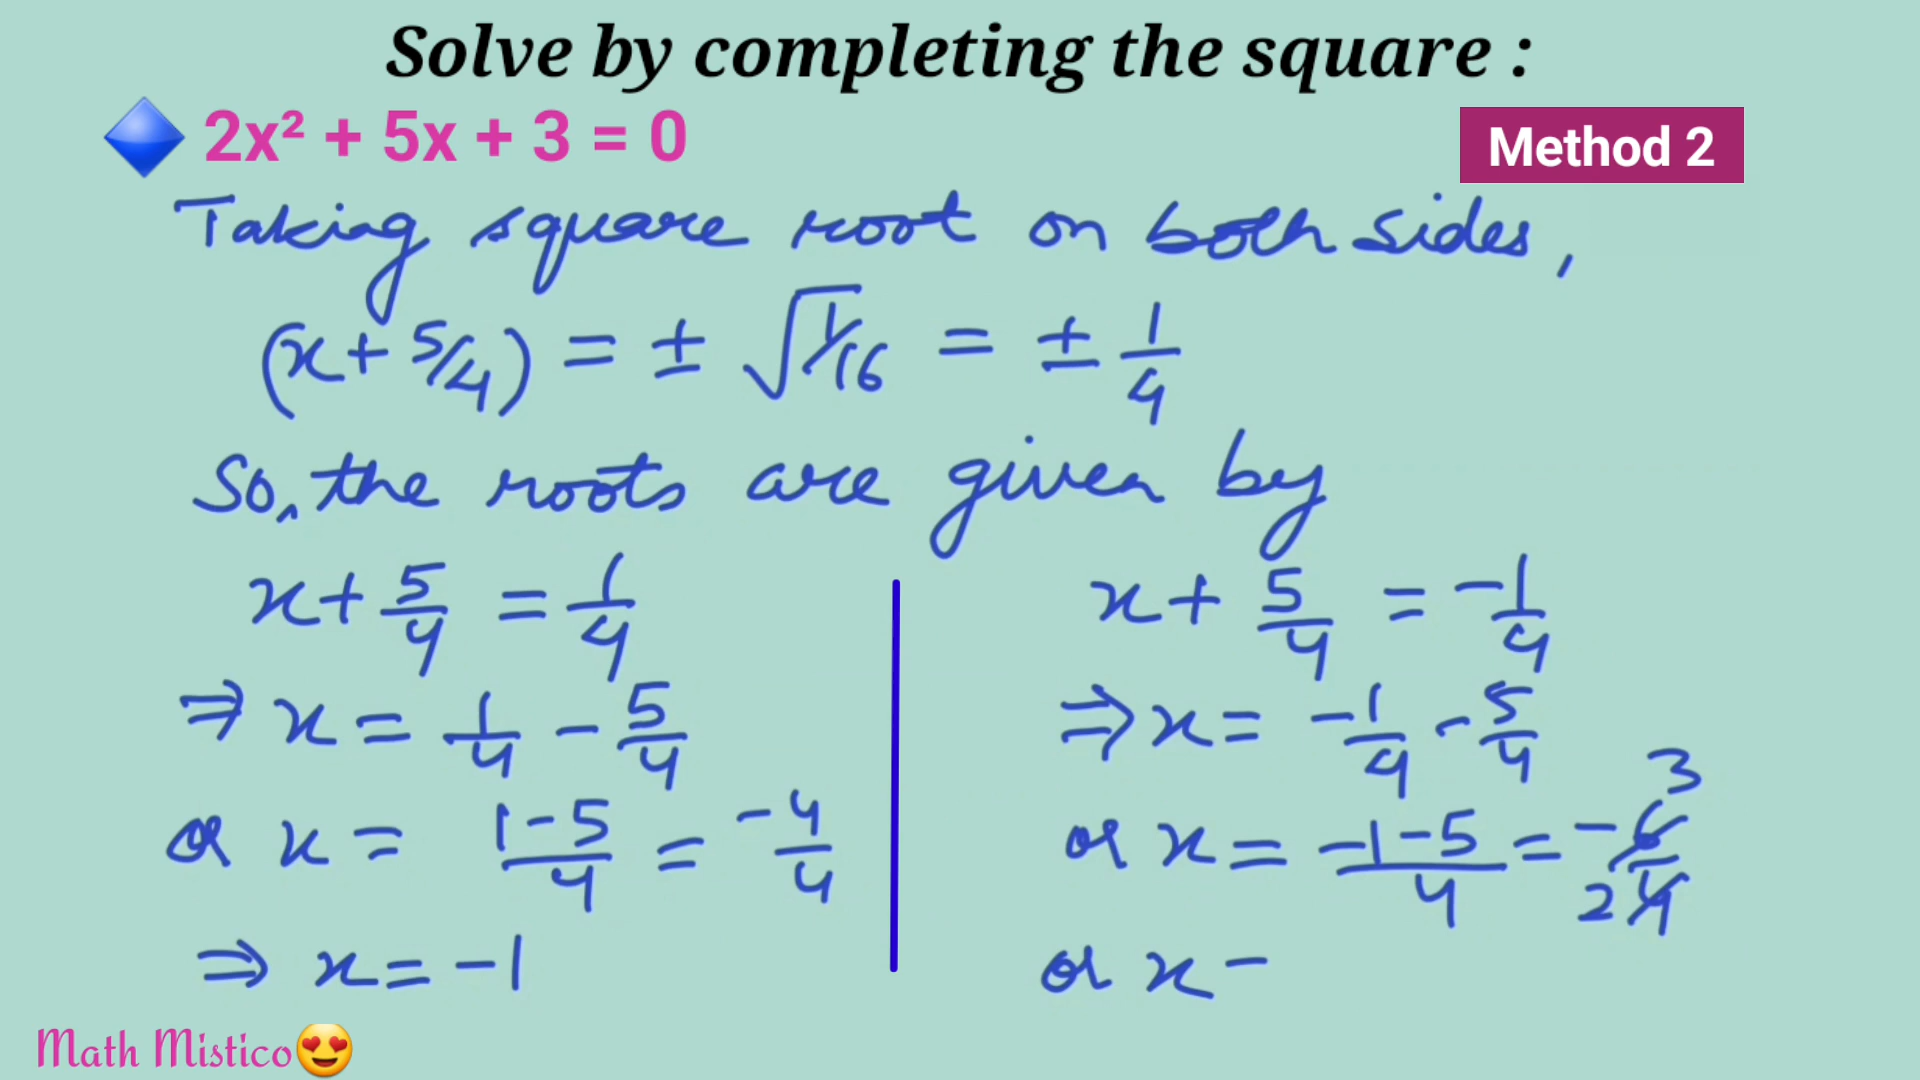 Solve by completing the square :
2x² + 5x + 3 = 0
Method 2
Taking square root on both sides,
(x + 5/4) = ± √1/16 = ± 1/4
So, the roots are given by
x + 5/4 = 1/4
⇒ x = 1/4 - 5/4
or x = 1-5/4 = -4/4
⇒ x = -1
x + 5/4 = -1/4
⇒ x = -1/4 - 5/4
3
or x = -1-5/4 = -6/4
2
or x -
Math Mistico😍